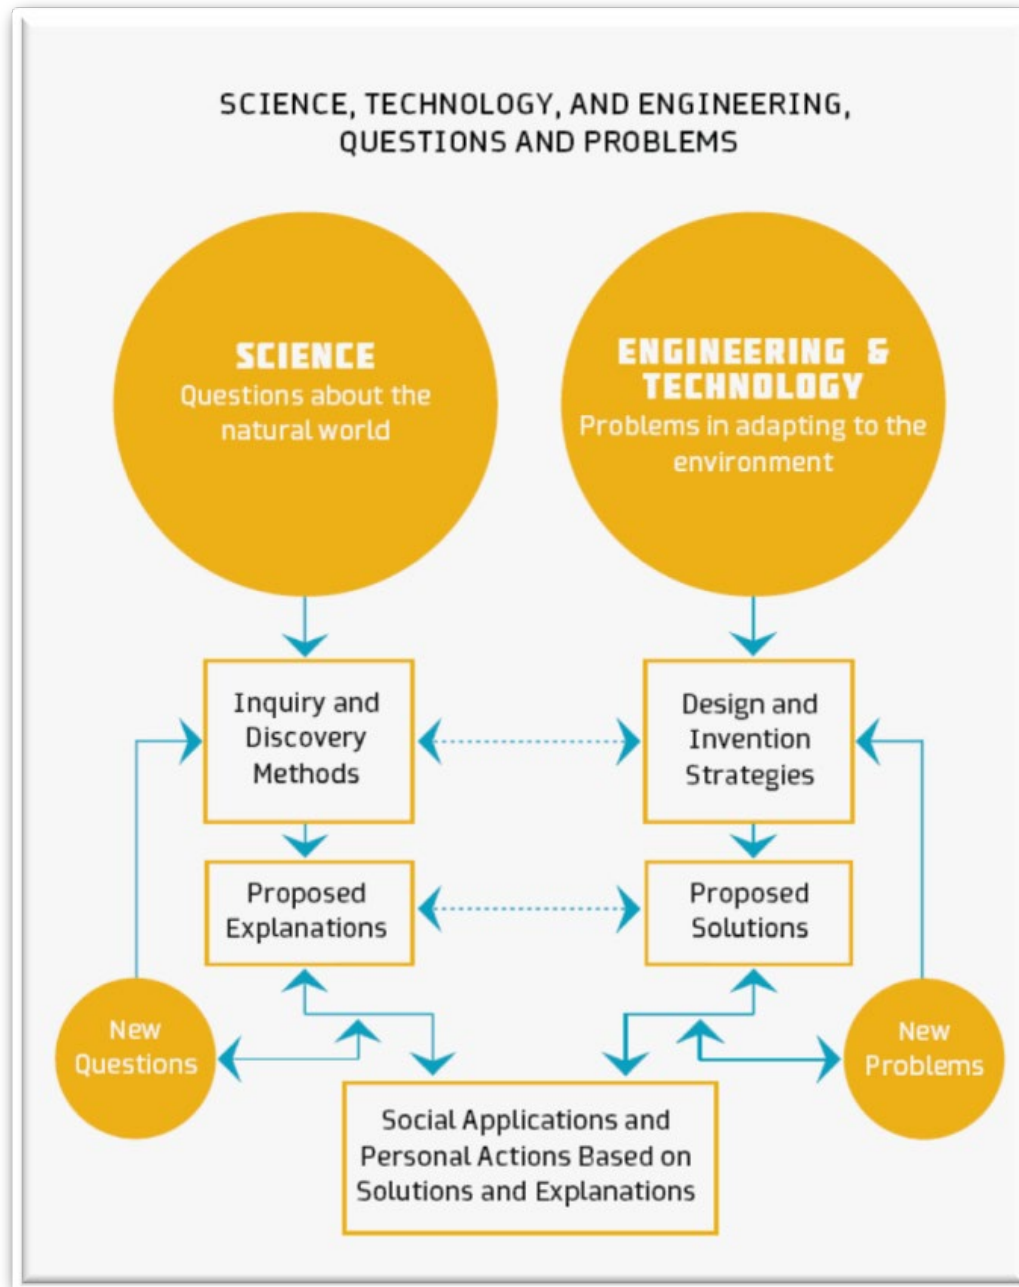 SCIENCE, TECHNOLOGY, AND ENGINEERING,
QUESTIONS AND PROBLEMS
SCIENCE
Questions about the
natural world
ENGINEERING &
TECHNOLOGY
Problems in adapting to the
environment
Inquiry and
Discovery
Methods
Design and
Invention
Strategies
Proposed
Explanations
Proposed
Solutions
New
Questions
New
Problems
Social Applications and
Personal Actions Based on
Solutions and Explanations